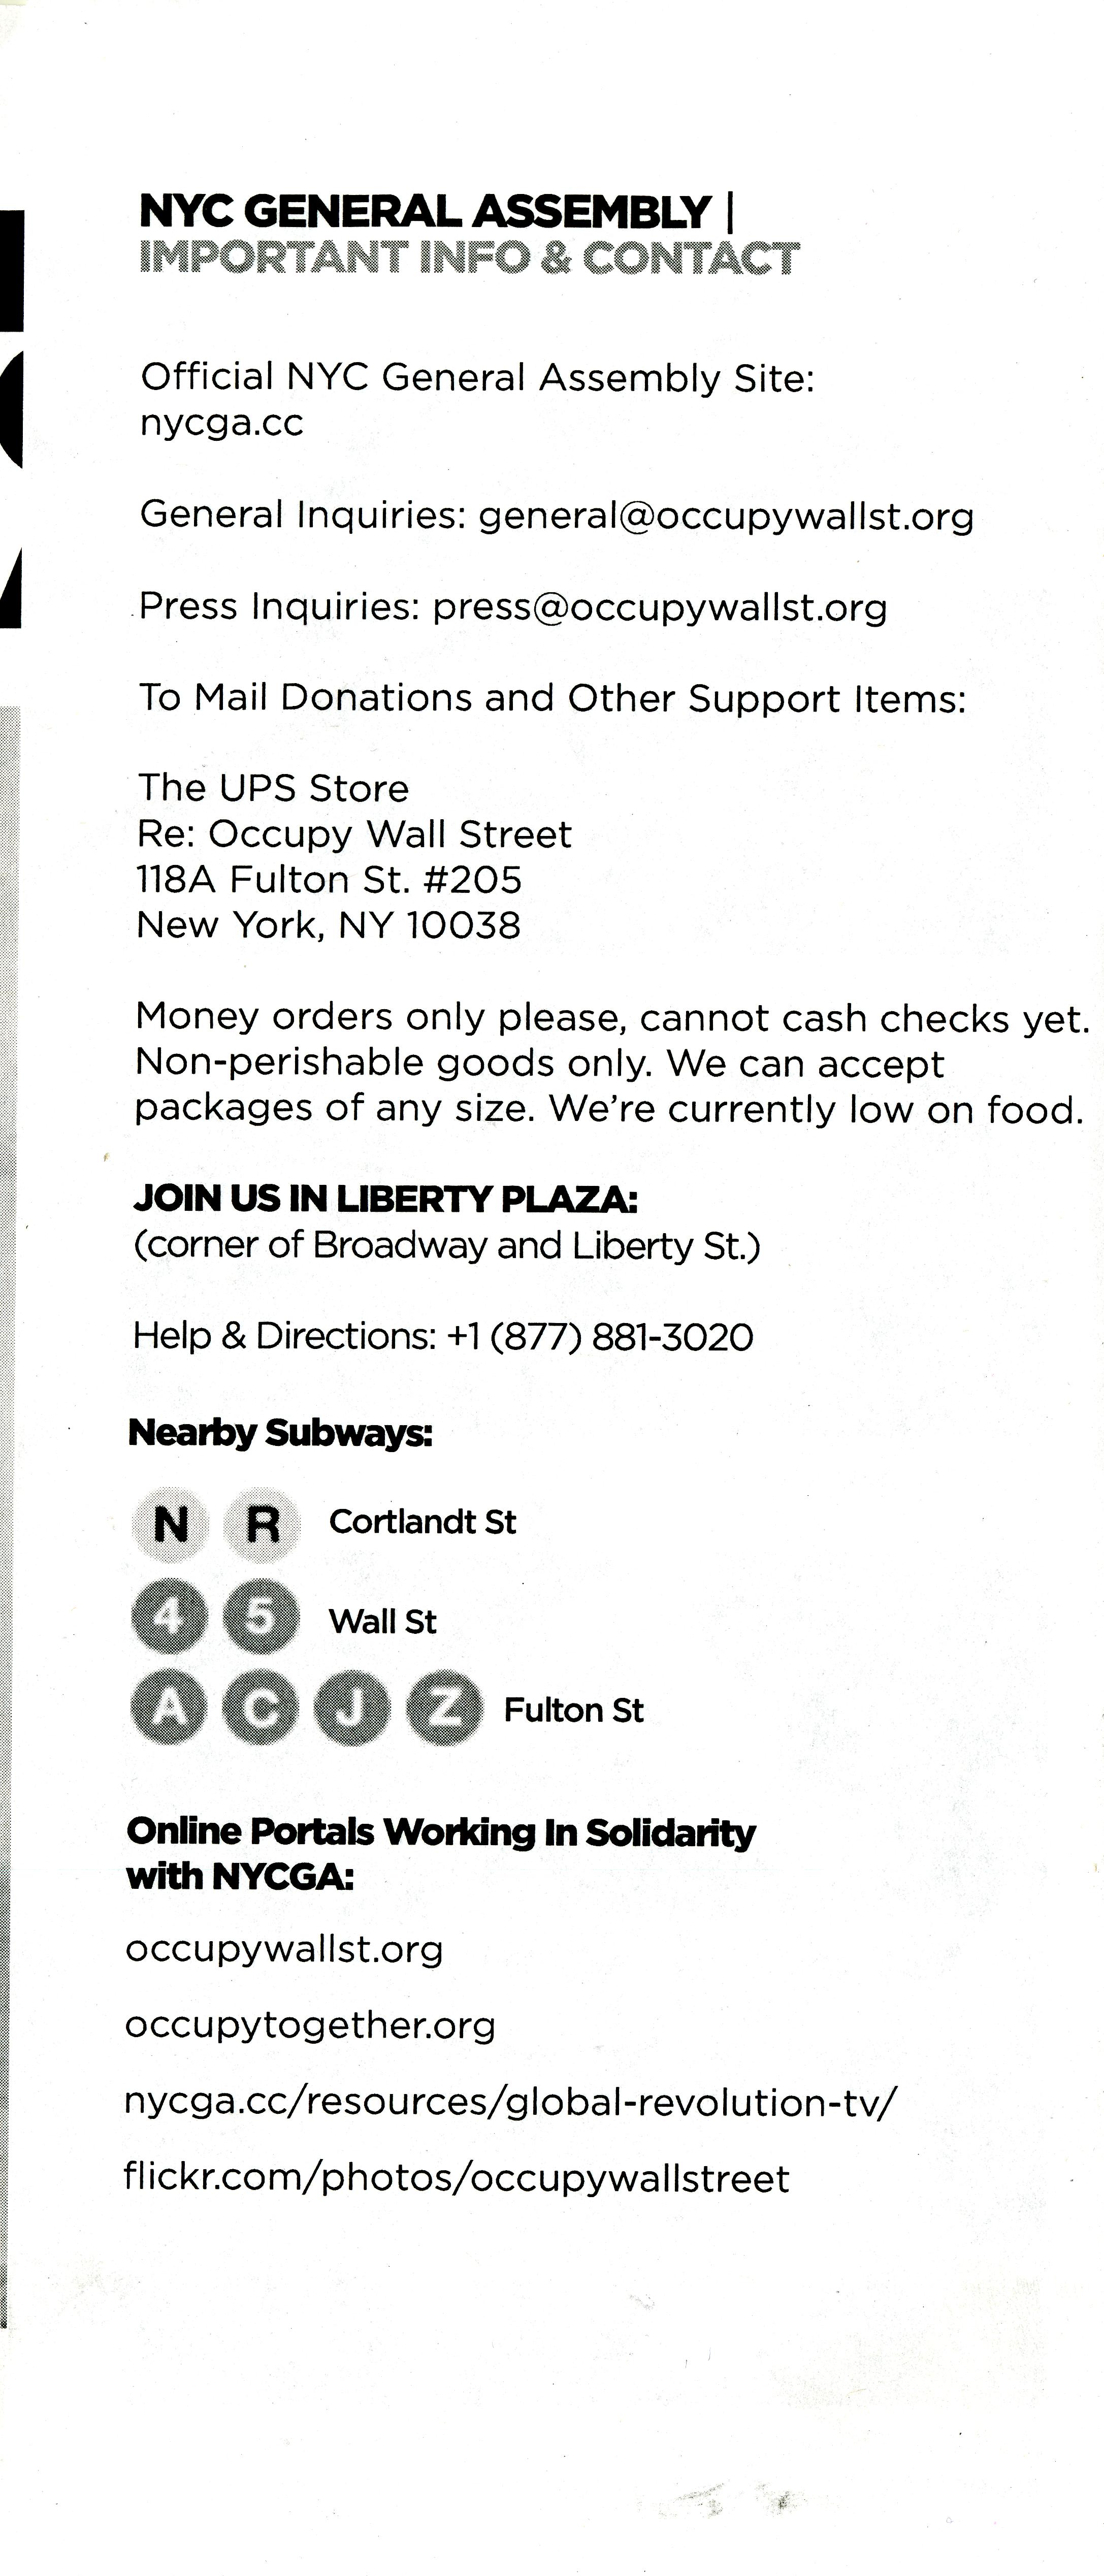 NYC GENERAL ASSEMBLY |
IMPORTANT INFO & CONTACT
Official NYC General Assembly Site:
nycga.cc
General Inquiries: general@occupywallst.org
Press Inquiries: press@occupywallst.org
To Mail Donations and Other Support Items:
The UPS Store
Re: Occupy Wall Street
118A Fulton St. #205
New York, NY 10038
Money orders only please, cannot cash checks yet.
Non-perishable goods only. We can accept
packages of any size. We're currently low on food.
JOIN US IN LIBERTY PLAZA:
(corner of Broadway and Liberty St.)
Help & Directions: +1 (877) 881-3020
Nearby Subways:
N R Cortlandt St
4 5 Wall St
A C J Z Fulton St
Online Portals Working In Solidarity
with NYCGA:
occupywallst.org
occupytogether.org
nycga.cc/resources/global-revolution-tv/
flickr.com/photos/occupywallstreet